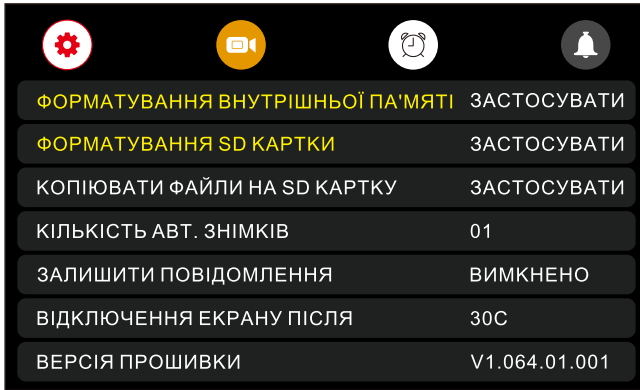 ФОРМАТУВАННЯ ВНУТРІШНЬОЇ ПА'МЯТІ ЗАСТОСУВАТИ
ФОРМАТУВАННЯ SD КАРТКИ ЗАСТОСУВАТИ
КОПІЮВАТИ ФАЙЛИ НА SD КАРТКУ ЗАСТОСУВАТИ
КІЛЬКІСТЬ АВТ. ЗНІМКІВ 01
ЗАЛИШИТИ ПОВІДОМЛЕННЯ ВИМКНЕНО
ВІДКЛЮЧЕННЯ ЕКРАНУ ПІСЛЯ 30С
ВЕРСІЯ ПРОШИВКИ V1.064.01.001